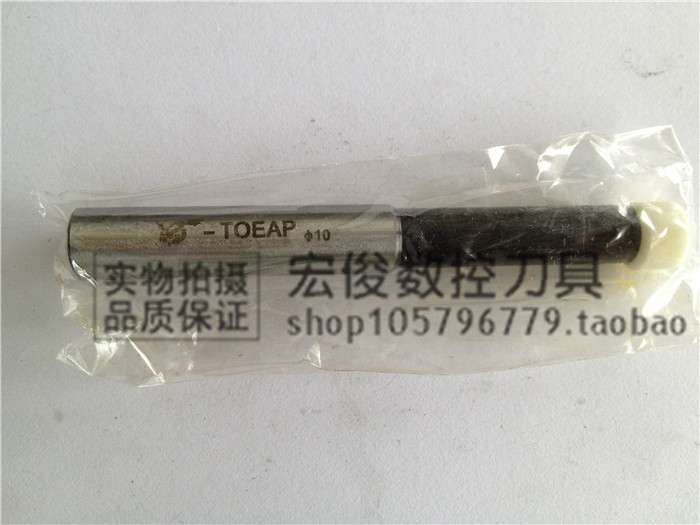 -TOEAP Φ10
实物拍摄
品质保证
宏俊数控刀具
shop105796779.taobao